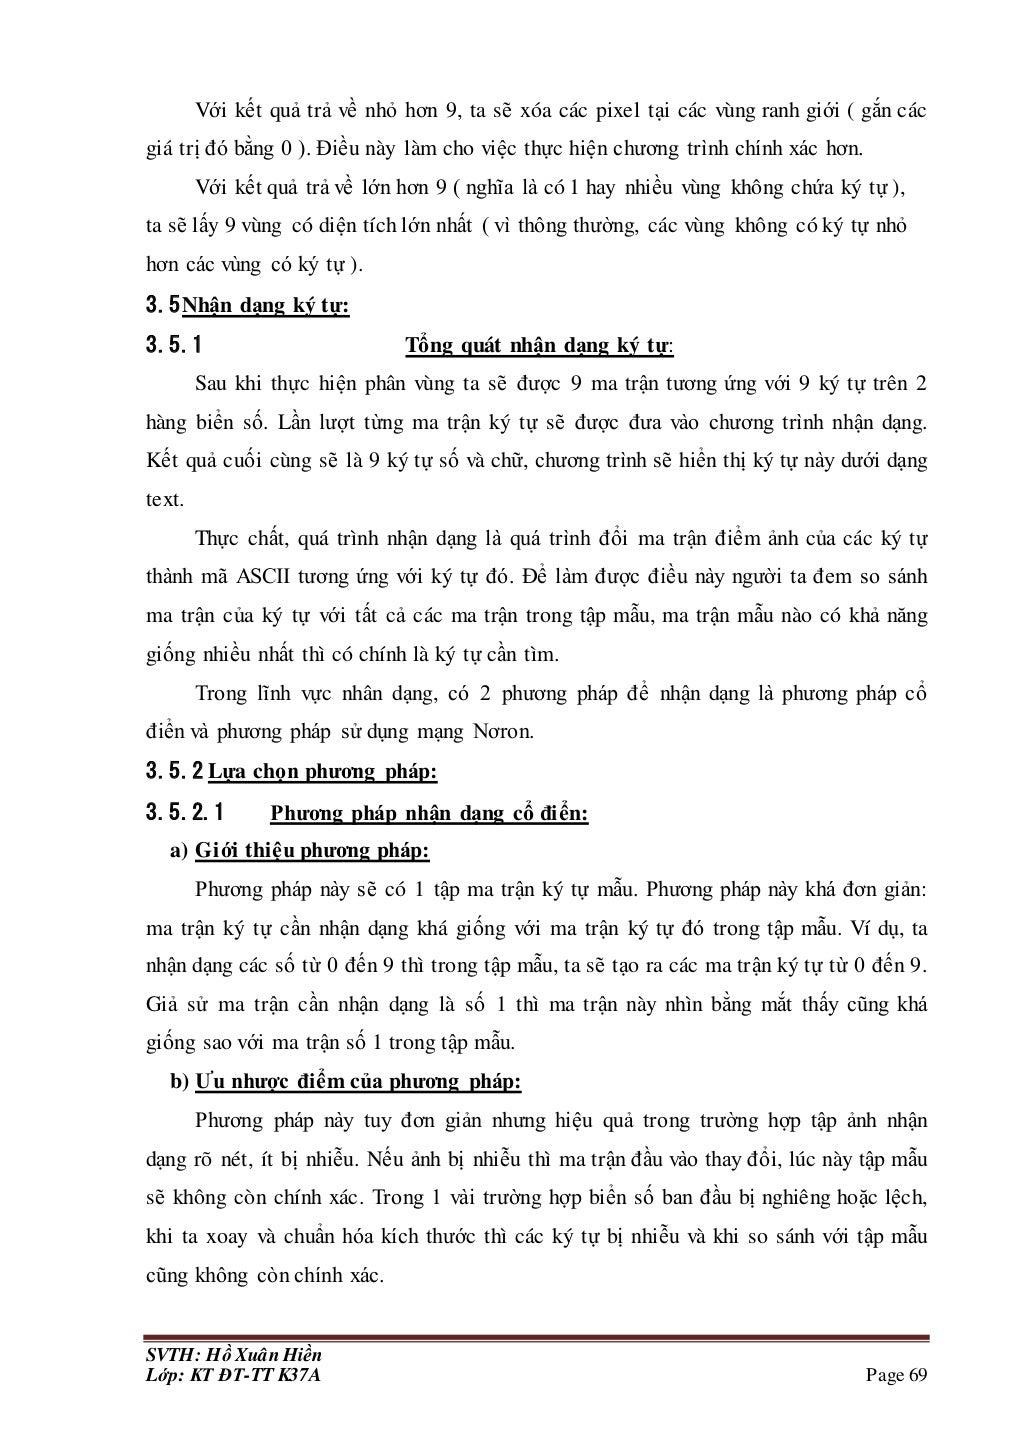 Với kết quả trả về nhỏ hơn 9, ta sẽ xóa các pixel tại các vùng ranh giới ( gắn các
giá trị đó bằng 0 ). Điều này làm cho việc thực hiện chương trình chính xác hơn.
Với kết quả trả về lớn hơn 9 ( nghĩa là có 1 hay nhiều vùng không chứa ký tự ),
ta sẽ lấy 9 vùng có diện tích lớn nhất ( vì thông thường, các vùng không có ký tự nhỏ
hơn các vùng có ký tự ).
3.5Nhận dạng ký tự:
3.5.1 Tổng quát nhận dạng ký tự:
Sau khi thực hiện phân vùng ta sẽ được 9 ma trận tương ứng với 9 ký tự trên 2
hàng biển số. Lần lượt từng ma trận ký tự sẽ được đưa vào chương trình nhận dạng.
Kết quả cuối cùng sẽ là 9 ký tự số và chữ, chương trình sẽ hiển thị ký tự này dưới dạng
text.
Thực chất, quá trình nhận dạng là quá trình đổi ma trận điểm ảnh của các ký tự
thành mã ASCII tương ứng với ký tự đó. Để làm được điều này người ta đem so sánh
ma trận của ký tự với tất cả các ma trận trong tập mẫu, ma trận mẫu nào có khả năng
giống nhiều nhất thì có chính là ký tự cần tìm.
Trong lĩnh vực nhân dạng, có 2 phương pháp để nhận dạng là phương pháp cổ
điển và phương pháp sử dụng mạng Nơron.
3.5.2 Lựa chọn phương pháp:
3.5.2.1 Phương pháp nhận dạng cổ điển:
a) Giới thiệu phương pháp:
Phương pháp này sẽ có 1 tập ma trận ký tự mẫu. Phương pháp này khá đơn giản:
ma trận ký tự cần nhận dạng khá giống với ma trận ký tự đó trong tập mẫu. Ví dụ, ta
nhận dạng các số từ 0 đến 9 thì trong tập mẫu, ta sẽ tạo ra các ma trận ký tự từ 0 đến 9.
Giả sử ma trận cần nhận dạng là số 1 thì ma trận này nhìn bằng mắt thấy cũng khá
giống sao với ma trận số 1 trong tập mẫu.
b) Ưu nhược điểm của phương pháp:
Phương pháp này tuy đơn giản nhưng hiệu quả trong trường hợp tập ảnh nhận
dạng rõ nét, ít bị nhiễu. Nếu ảnh bị nhiễu thì ma trận đầu vào thay đổi, lúc này tập mẫu
sẽ không còn chính xác. Trong 1 vài trường hợp biển số ban đầu bị nghiêng hoặc lệch,
khi ta xoay và chuẩn hóa kích thước thì các ký tự bị nhiễu và khi so sánh với tập mẫu
cũng không còn chính xác.
SVTH: Hồ Xuân Hiền
Lớp: KT ĐT-TT K37A Page 69